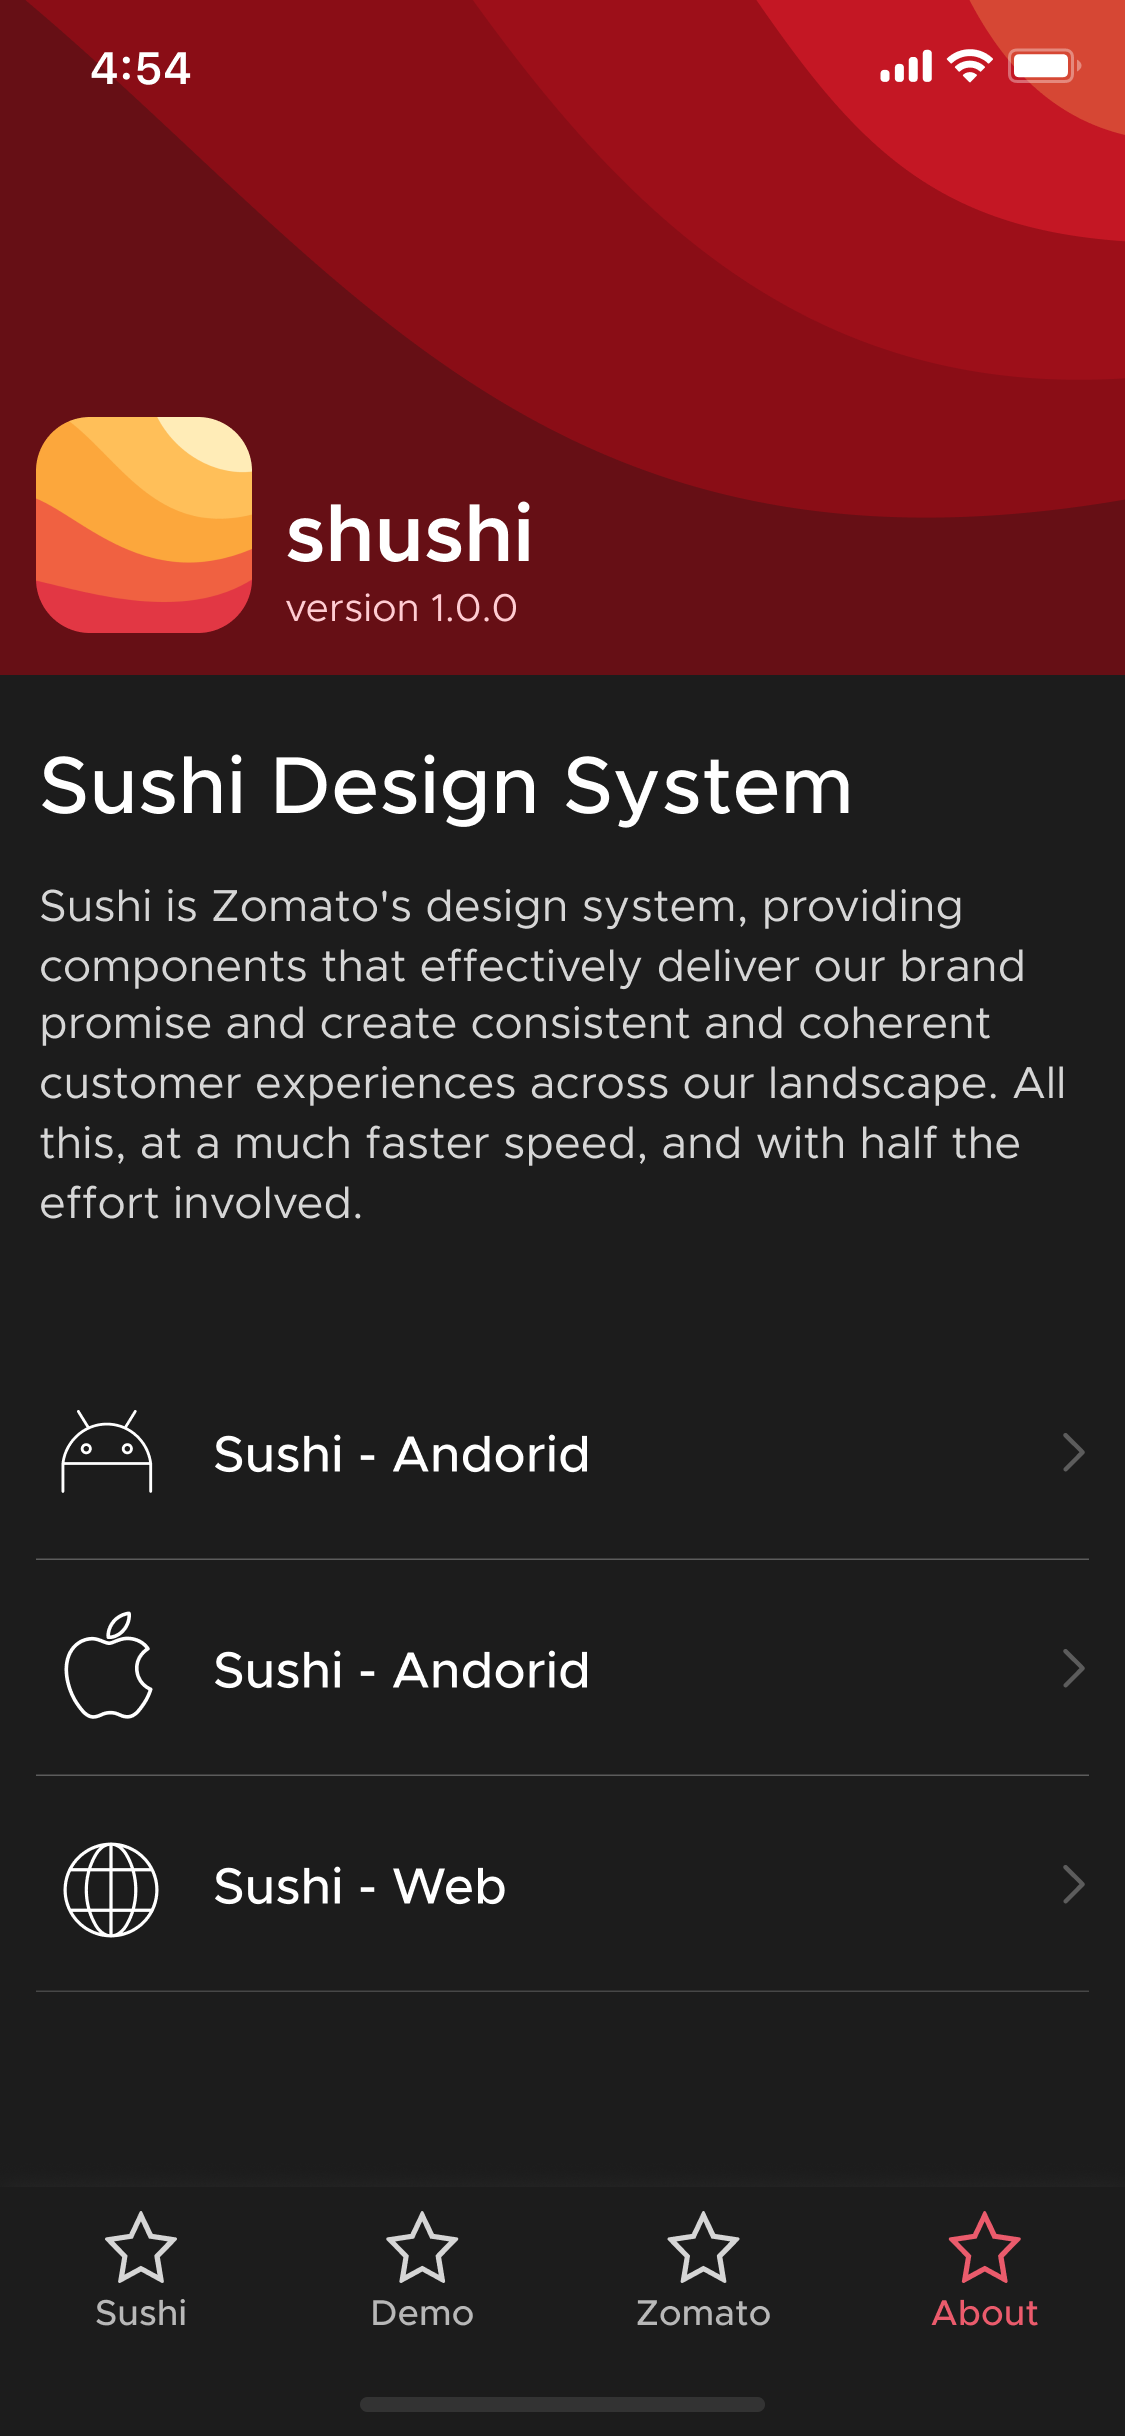 4:54
shushi
version 1.0.0
Sushi Design System
Sushi is Zomato's design system, providing
components that effectively deliver our brand
promise and create consistent and coherent
customer experiences across our landscape. All
this, at a much faster speed, and with half the
effort involved.
Sushi - Andorid
Sushi - Andorid
Sushi - Web
Sushi
Demo
Zomato
About